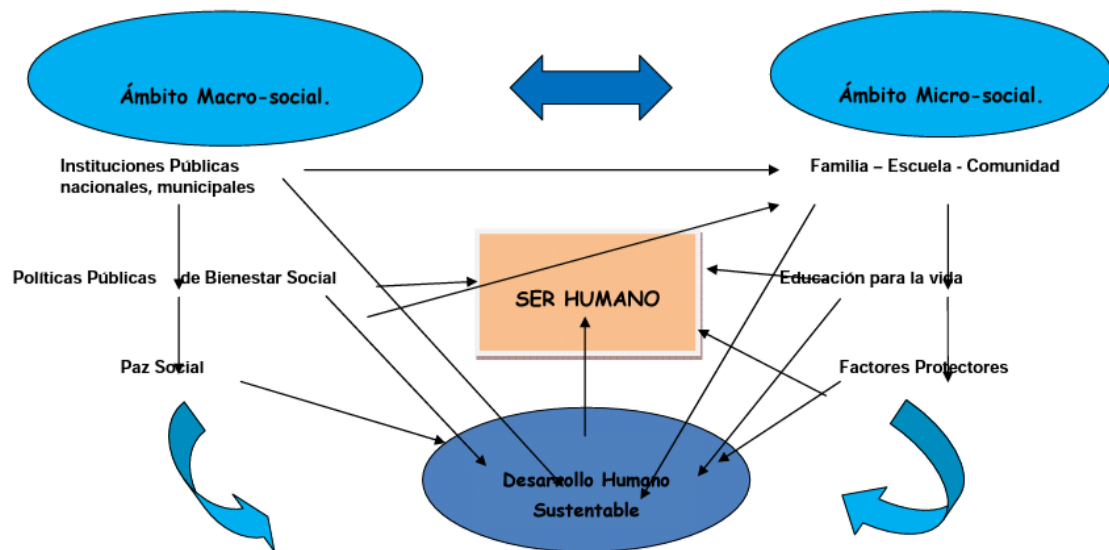 Ámbito Macro-social.
Ámbito Micro-social.
Instituciones Públicas
nacionales, municipales
Familia – Escuela - Comunidad
Políticas Públicas de Bienestar Social
Educación para la vida
SER HUMANO
Paz Social
Factores Protectores
Desarrollo Humano
Sustentable